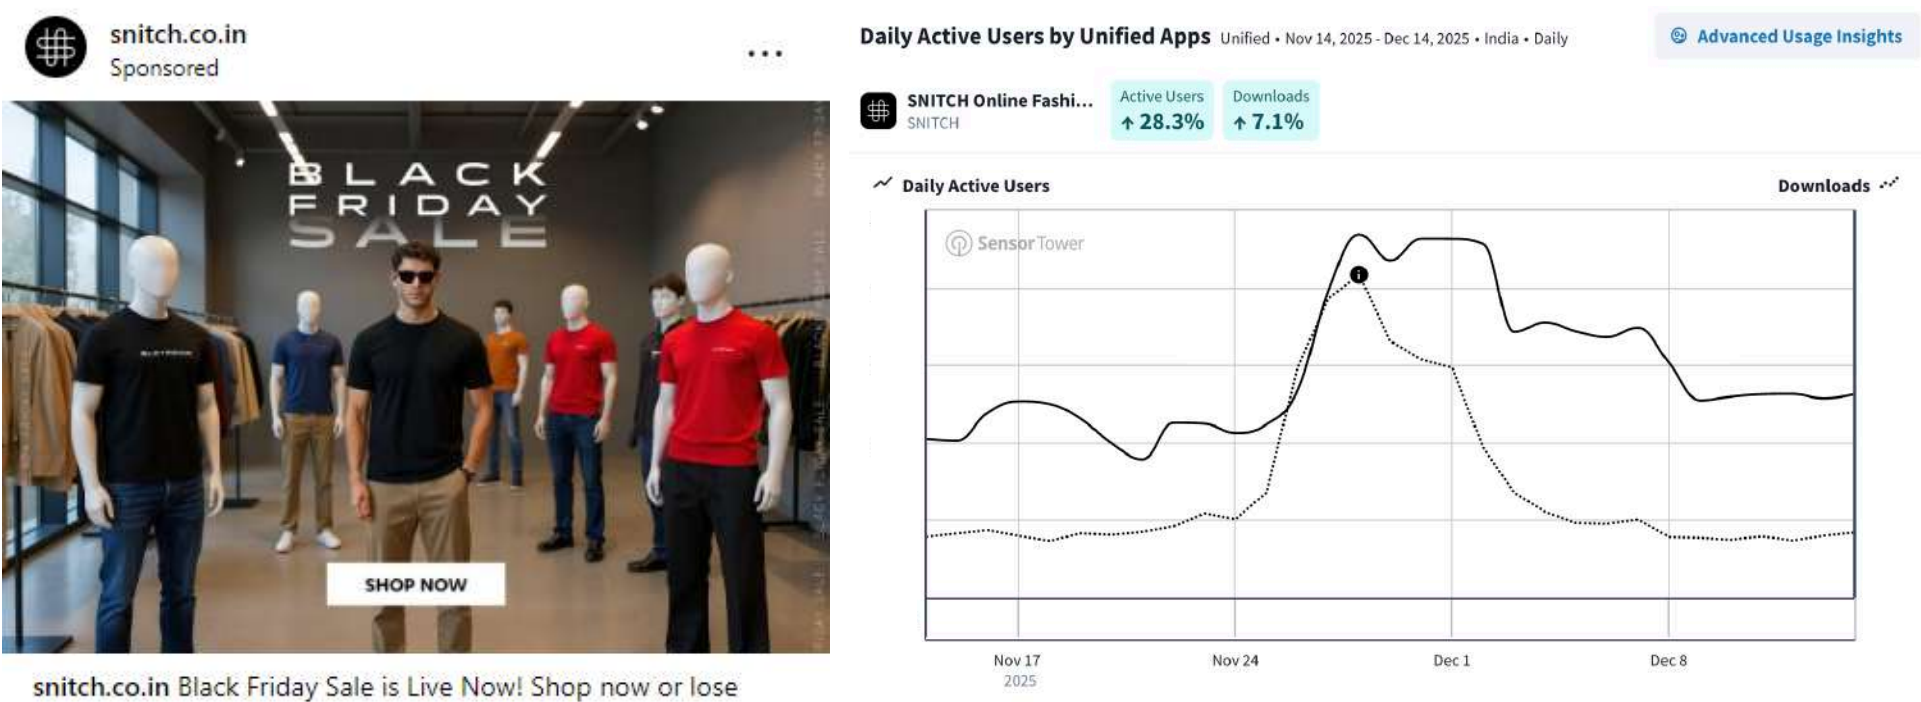 snitch.co.in
Sponsored
BLACK
FRIDAY
SALE
SHOP NOW
snitch.co.in Black Friday Sale is Live Now! Shop now or lose
Daily Active Users by Unified Apps Unified • Nov 14, 2025 - Dec 14, 2025 • India • Daily
Advanced Usage Insights
SNITCH Online Fashi...
SNITCH
Active Users
↑ 28.3%
Downloads
↑ 7.1%
Daily Active Users
Downloads
SensorTower
Nov 17
2025
Nov 24
Dec 1
Dec 8